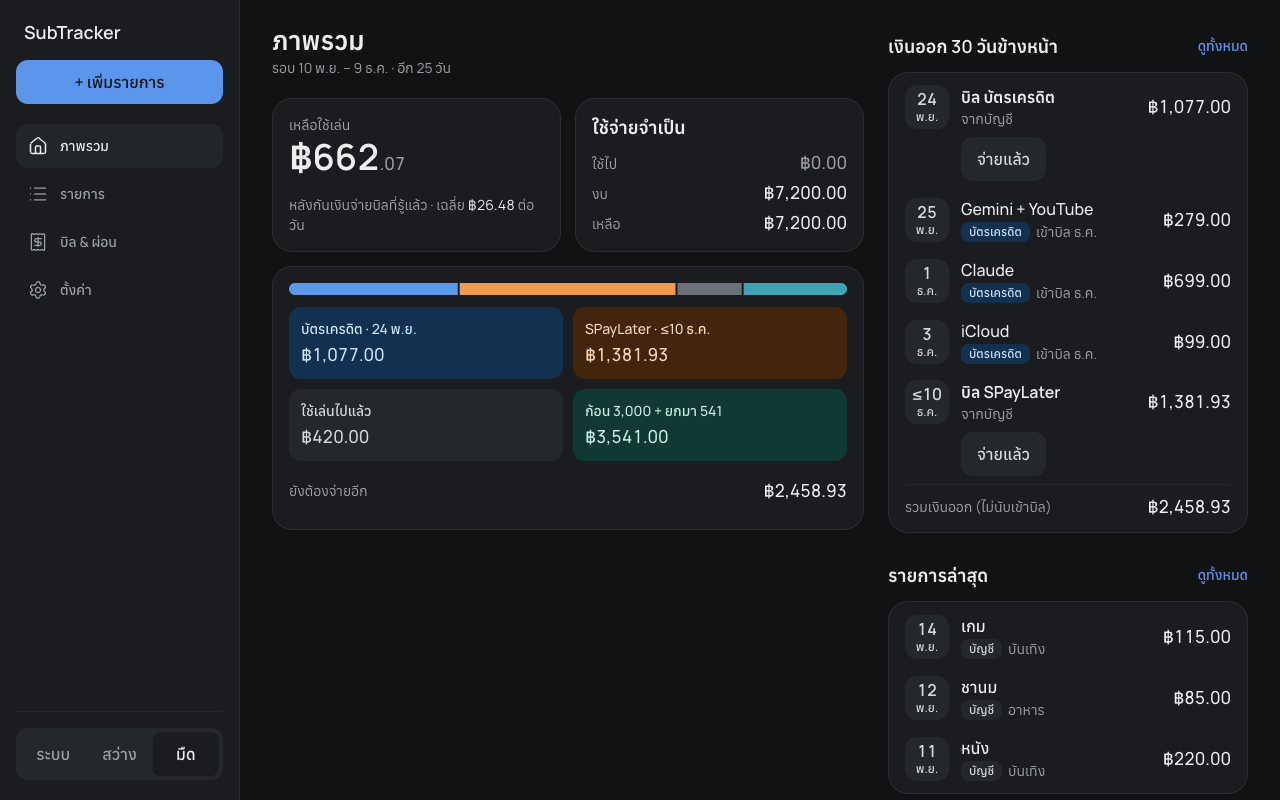 SubTracker
+ เพิ่มรายการ
ภาพรวม
รายการ
บิล & ผ่อน
ตั้งค่า
ระบบ
สว่าง
มืด
ภาพรวม
รอบ 10 พ.ย. – 9 ธ.ค. · อีก 25 วัน
เหลือใช้เล่น
฿662.07
หลังกันเงินจ่ายบิลที่รู้แล้ว · เฉลี่ย ฿26.48 ต่อ
วัน
ใช้จ่ายจำเป็น
ใช้ไป ฿0.00
งบ ฿7,200.00
เหลือ ฿7,200.00
บัตรเครดิต · 24 พ.ย.
฿1,077.00
SPayLater · ≤10 ธ.ค.
฿1,381.93
ใช้เล่นไปแล้ว
฿420.00
ก้อน 3,000 + ยกมา 541
฿3,541.00
ยังต้องจ่ายอีก ฿2,458.93
เงินออก 30 วันข้างหน้า ดูทั้งหมด
24 พ.ย.
บิล บัตรเครดิต ฿1,077.00
จากบัญชี
จ่ายแล้ว
25 พ.ย.
Gemini + YouTube ฿279.00
บัตรเครดิต เข้าบิล ธ.ค.
1 ธ.ค.
Claude ฿699.00
บัตรเครดิต เข้าบิล ธ.ค.
3 ธ.ค.
iCloud ฿99.00
บัตรเครดิต เข้าบิล ธ.ค.
≤10 ธ.ค.
บิล SPayLater ฿1,381.93
จากบัญชี
จ่ายแล้ว
รวมเงินออก (ไม่นับเข้าบิล) ฿2,458.93
รายการล่าสุด ดูทั้งหมด
14 พ.ย.
เกม ฿115.00
บัญชี บันเทิง
12 พ.ย.
ชานม ฿85.00
บัญชี อาหาร
11 พ.ย.
หนัง ฿220.00
บัญชี บันเทิง